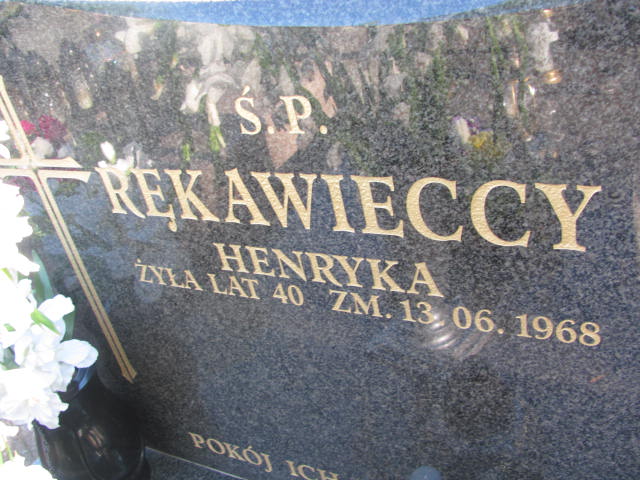 Ś.P.
RĘKAWIECCY
HENRYKA
ŻYŁA LAT 40 ZM. 13.06.1968
POKÓJ ICH